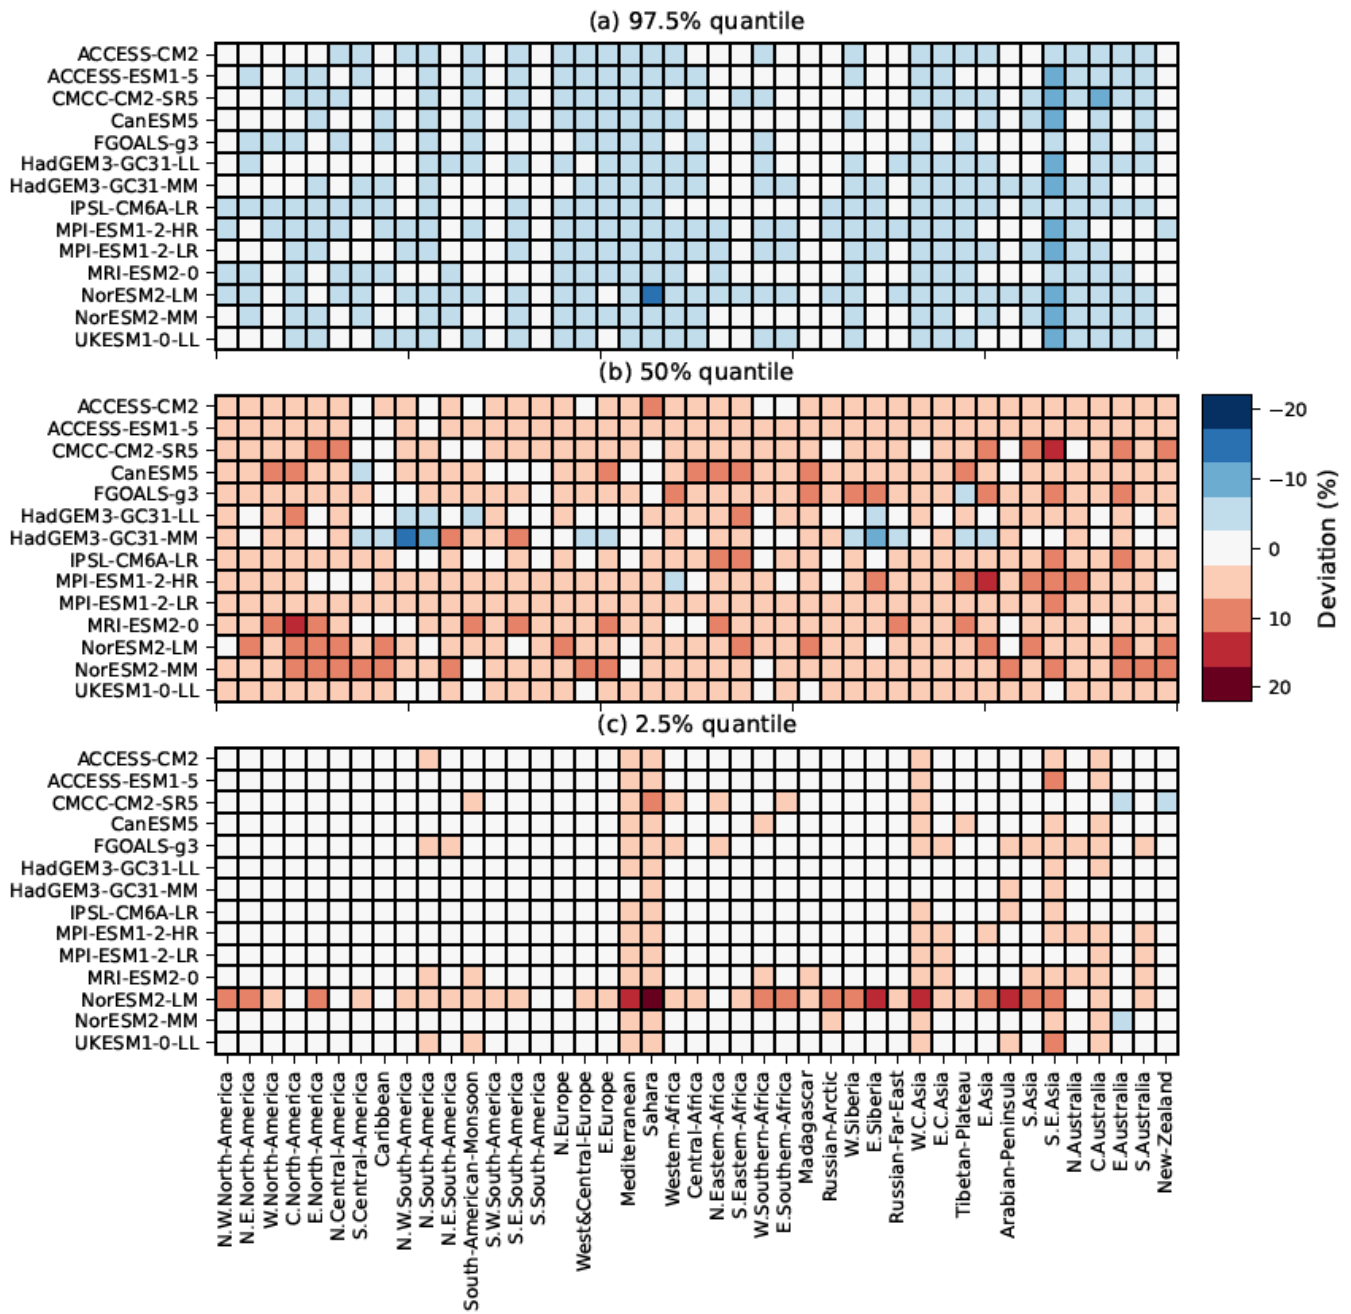 (a) 97.5% quantile
ACCESS-CM2
ACCESS-ESM1-5
CMCC-CM2-SR5
CanESM5
FGOALS-g3
HadGEM3-GC31-LL
HadGEM3-GC31-MM
IPSL-CM6A-LR
MPI-ESM1-2-HR
MPI-ESM1-2-LR
MRI-ESM2-0
NorESM2-LM
NorESM2-MM
UKESM1-0-LL
(b) 50% quantile
ACCESS-CM2
ACCESS-ESM1-5
CMCC-CM2-SR5
CanESM5
FGOALS-g3
HadGEM3-GC31-LL
HadGEM3-GC31-MM
IPSL-CM6A-LR
MPI-ESM1-2-HR
MPI-ESM1-2-LR
MRI-ESM2-0
NorESM2-LM
NorESM2-MM
UKESM1-0-LL
−20
−10
0
10
20
Deviation (%)
(c) 2.5% quantile
ACCESS-CM2
ACCESS-ESM1-5
CMCC-CM2-SR5
CanESM5
FGOALS-g3
HadGEM3-GC31-LL
HadGEM3-GC31-MM
IPSL-CM6A-LR
MPI-ESM1-2-HR
MPI-ESM1-2-LR
MRI-ESM2-0
NorESM2-LM
NorESM2-MM
UKESM1-0-LL
N.W.North-America
N.E.North-America
W.North-America
C.North-America
E.North-America
N.Central-America
S.Central-America
Caribbean
N.W.South-America
N.South-America
N.E.South-America
South-American-Monsoon
S.W.South-America
S.E.South-America
S.South-America
N.Europe
West&Central-Europe
E.Europe
Mediterranean
Sahara
Western-Africa
Central-Africa
N.Eastern-Africa
S.Eastern-Africa
W.Southern-Africa
E.Southern-Africa
Madagascar
Russian-Arctic
W.Siberia
E.Siberia
Russian-Far-East
W.C.Asia
E.C.Asia
Tibetan-Plateau
E.Asia
Arabian-Peninsula
S.Asia
S.E.Asia
N.Australia
C.Australia
E.Australia
S.Australia
New-Zealand